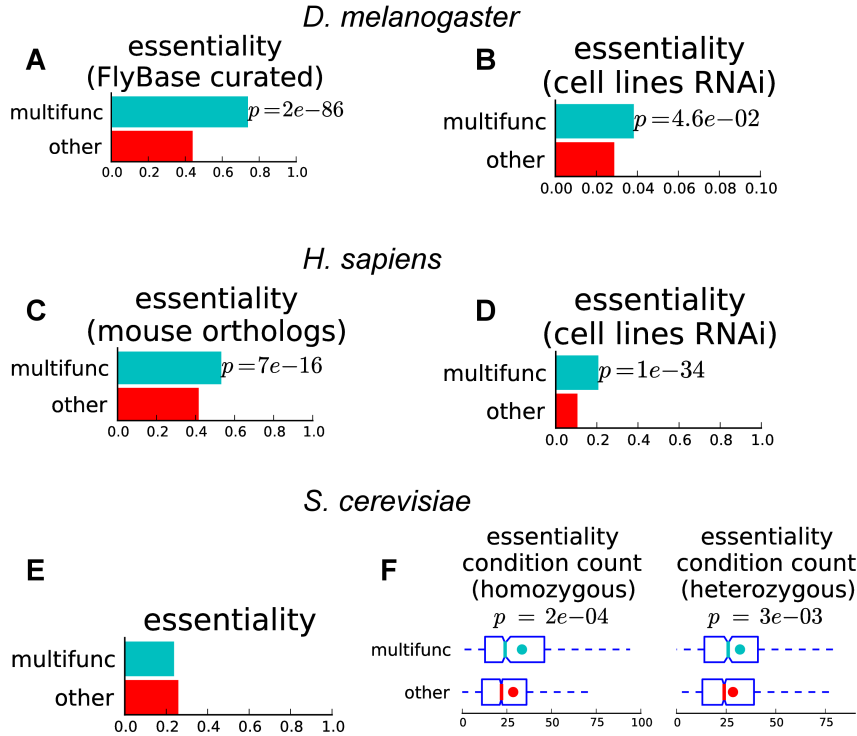 D. melanogaster
A
essentiality
(FlyBase curated)
multifunc
p=2e−86
other
0.0 0.2 0.4 0.6 0.8 1.0
B
essentiality
(cell lines RNAi)
multifunc
p=4.6e−02
other
0.00 0.02 0.04 0.06 0.08 0.10
H. sapiens
C
essentiality
(mouse orthologs)
multifunc
p=7e−16
other
0.0 0.2 0.4 0.6 0.8 1.0
D
essentiality
(cell lines RNAi)
multifunc
p=1e−34
other
0.0 0.2 0.4 0.6 0.8 1.0
S. cerevisiae
E
essentiality
multifunc
other
0.0 0.2 0.4 0.6 0.8 1.0
F
essentiality
condition count
(homozygous)
p = 2e−04
multifunc
other
0 25 50 75 100
essentiality
condition count
(heterozygous)
p = 3e−03
0 25 50 75